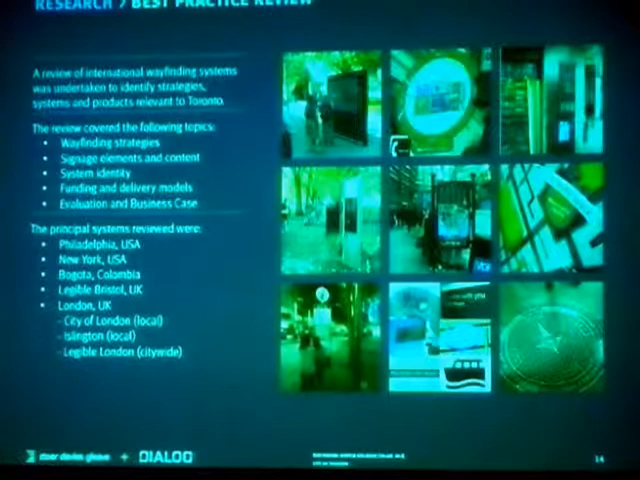 RESEARCH / BEST PRACTICE REVIEW
A review of international wayfinding systems
was undertaken to identify strategies,
systems and products relevant to Toronto.
The review covered the following topics:
• Wayfinding strategies
• Signage elements and content
• System identity
• Funding and delivery models
• Evaluation and Business Case
The principal systems reviewed were:
• Philadelphia, USA
• New York, USA
• Bogota, Colombia
• Legible Bristol, UK
• London, UK
- City of London (local)
- Islington (local)
- Legible London (citywide)
steer davies gleave + DIALOG
14